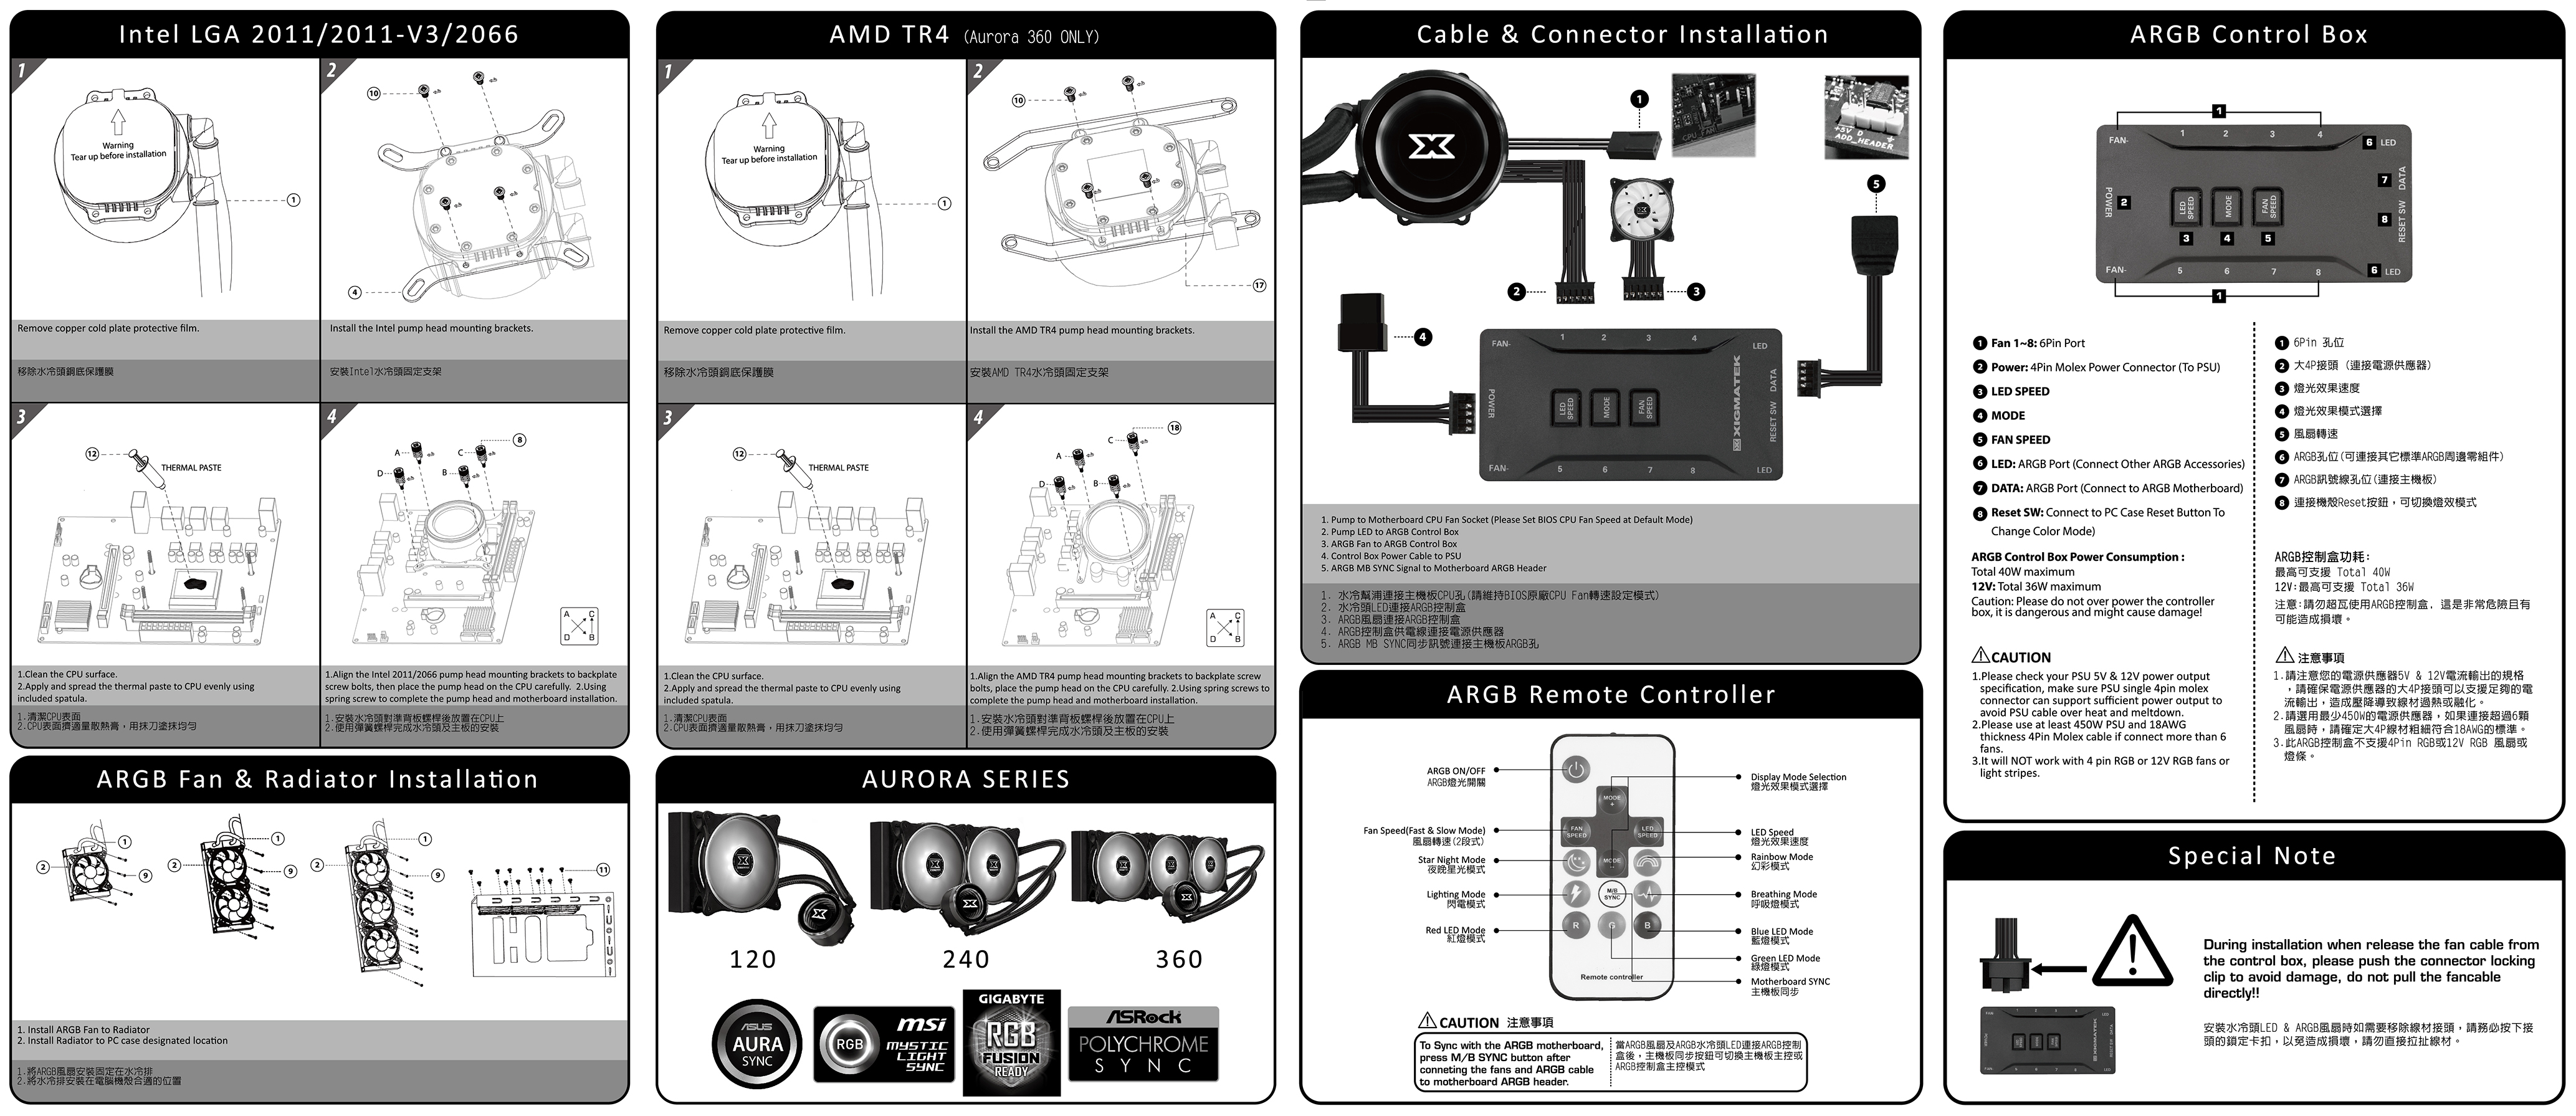 Intel LGA 2011/2011-V3/2066
1
Warning
Tear up before installation
1
Remove copper cold plate protective film.
移除水冷頭銅底保護膜
2
10
4
Install the Intel pump head mounting brackets.
安裝Intel水冷頭固定支架
3
12
THERMAL PASTE
1.Clean the CPU surface.
2.Apply and spread the thermal paste to CPU evenly using
included spatula.
1.清潔CPU表面
2.CPU表面擠適量散熱膏，用抹刀塗抹均勻
4
A
C
8
D
B
A C
D B
1.Align the Intel 2011/2066 pump head mounting brackets to backplate
screw bolts, then place the pump head on the CPU carefully. 2.Using
spring screw to complete the pump head and motherboard installation.
1.安裝水冷頭對準背板螺桿後放置在CPU上
2.使用彈簧螺桿完成水冷頭及主板的安裝
ARGB Fan & Radiator Installation
1
2
9
1
2
9
1
2
9
11
1. Install ARGB Fan to Radiator
2. Install Radiator to PC case designated location
1.將ARGB風扇安裝固定在水冷排
2.將水冷排安裝在電腦機殼合適的位置
AMD TR4 (Aurora 360 ONLY)
1
Warning
Tear up before installation
1
Remove copper cold plate protective film.
移除水冷頭銅底保護膜
2
10
17
Install the AMD TR4 pump head mounting brackets.
安裝AMD TR4水冷頭固定支架
3
12
THERMAL PASTE
1.Clean the CPU surface.
2.Apply and spread the thermal paste to CPU evenly using
included spatula.
1.清潔CPU表面
2.CPU表面擠適量散熱膏，用抹刀塗抹均勻
4
18
C
A
D
B
A C
D B
1.Align the AMD TR4 pump head mounting brackets to backplate screw
bolts, place the pump head on the CPU carefully. 2.Using spring screws to
complete the pump head and motherboard installation.
1.安裝水冷頭對準背板螺桿後放置在CPU上
2.使用彈簧螺桿完成水冷頭及主板的安裝
AURORA SERIES
120
240
360
ASUS
AURA
SYNC
RGB
msi
MYSTIC
LIGHT
SYNC
GIGABYTE
RGB
FUSION
READY
ASRock
POLYCHROME
SYNC
Cable & Connector Installation
1
CPU_FAN
+5V D
ADD_HEADER
5
2
3
4
FAN- 1 2 3 4 LED
POWER
LED SPEED
MODE
FAN SPEED
XIGMATEK
RESET SW DATA
FAN- 5 6 7 8 LED
1. Pump to Motherboard CPU Fan Socket (Please Set BIOS CPU Fan Speed at Default Mode)
2. Pump LED to ARGB Control Box
3. ARGB Fan to ARGB Control Box
4. Control Box Power Cable to PSU
5. ARGB MB SYNC Signal to Motherboard ARGB Header
1. 水冷幫浦連接主機板CPU孔(請維持BIOS原廠CPU Fan轉速設定模式)
2. 水冷頭LED連接ARGB控制盒
3. ARGB風扇連接ARGB控制盒
4. ARGB控制盒供電線連接電源供應器
5. ARGB MB SYNC同步訊號連接主機板ARGB孔
ARGB Remote Controller
ARGB ON/OFF
ARGB燈光開關
Fan Speed(Fast & Slow Mode)
風扇轉速(2段式)
Star Night Mode
夜晚星光模式
Lighting Mode
閃電模式
Red LED Mode
紅燈模式
MODE
+
FAN
SPEED
LED
SPEED
MODE
-
M/B
SYNC
R
G
B
Remote controller
Display Mode Selection
燈光效果模式選擇
LED Speed
燈光效果速度
Rainbow Mode
幻彩模式
Breathing Mode
呼吸燈模式
Blue LED Mode
藍燈模式
Green LED Mode
綠燈模式
Motherboard SYNC
主機板同步
CAUTION 注意事項
To Sync with the ARGB motherboard,
press M/B SYNC button after
conneting the fans and ARGB cable
to motherboard ARGB header.
當ARGB風扇及ARGB水冷頭LED連接ARGB控制
盒後，主機板同步按鈕可切換主機板主控或
ARGB控制盒主控模式
ARGB Control Box
1
FAN- 1 2 3 4 6 LED
POWER 2
LED SPEED
MODE
FAN SPEED
3 4 5
7 DATA
8 RESET SW
FAN- 5 6 7 8 6 LED
1
1 Fan 1~8: 6Pin Port
2 Power: 4Pin Molex Power Connector (To PSU)
3 LED SPEED
4 MODE
5 FAN SPEED
6 LED: ARGB Port (Connect Other ARGB Accessories)
7 DATA: ARGB Port (Connect to ARGB Motherboard)
8 Reset SW: Connect to PC Case Reset Button To
Change Color Mode)
ARGB Control Box Power Consumption :
Total 40W maximum
12V: Total 36W maximum
Caution: Please do not over power the controller
box, it is dangerous and might cause damage!
CAUTION
1.Please check your PSU 5V & 12V power output
specification, make sure PSU single 4pin molex
connector can support sufficient power output to
avoid PSU cable over heat and meltdown.
2.Please use at least 450W PSU and 18AWG
thickness 4Pin Molex cable if connect more than 6
fans.
3.It will NOT work with 4 pin RGB or 12V RGB fans or
light stripes.
1 6Pin 孔位
2 大4P接頭 (連接電源供應器)
3 燈光效果速度
4 燈光效果模式選擇
5 風扇轉速
6 ARGB孔位(可連接其它標準ARGB周邊零組件)
7 ARGB訊號線孔位(連接主機板)
8 連接機殼Reset按鈕，可切換燈效模式
ARGB控制盒功耗:
最高可支援 Total 40W
12V:最高可支援 Total 36W
注意:請勿超瓦使用ARGB控制盒, 這是非常危險且有
可能造成損壞。
注意事項
1.請注意您的電源供應器5V & 12V電流輸出的規格
，請確保電源供應器的大4P接頭可以支援足夠的電
流輸出，造成壓降導致線材過熱或融化。
2.請選用最少450W的電源供應器，如果連接超過6顆
風扇時，請確定大4P線材粗細符合18AWG的標準。
3.此ARGB控制盒不支援4Pin RGB或12V RGB 風扇或
燈條。
Special Note
FAN- 1 2 3 4 LED
POWER
LED SPEED
MODE
FAN SPEED
XIGMATEK
RESET SW DATA
FAN- 5 6 7 8 LED
During installation when release the fan cable from
the control box, please push the connector locking
clip to avoid damage, do not pull the fancable
directly!!
安裝水冷頭LED & ARGB風扇時如需要移除線材接頭，請務必按下接
頭的鎖定卡扣，以免造成損壞，請勿直接拉扯線材。